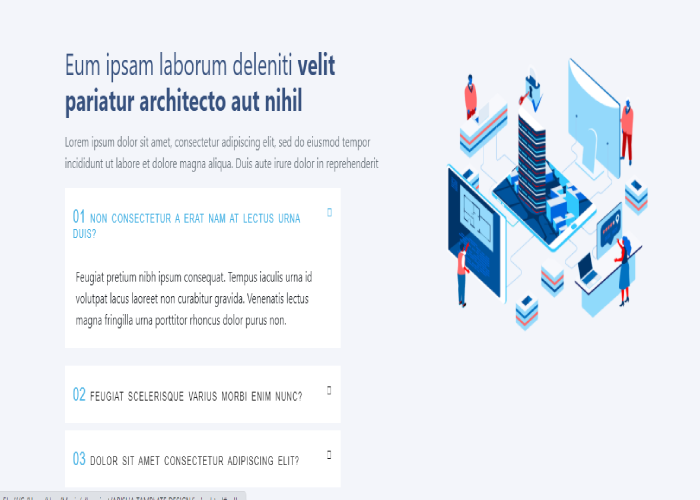 Eum ipsam laborum deleniti velit
pariatur architecto aut nihil
Lorem ipsum dolor sit amet, consectetur adipiscing elit, sed do eiusmod tempor
incididunt ut labore et dolore magna aliqua. Duis aute irure dolor in reprehenderit
01 NON CONSECTETUR A ERAT NAM AT LECTUS URNA
DUIS?
Feugiat pretium nibh ipsum consequat. Tempus iaculis urna id
volutpat lacus laoreet non curabitur gravida. Venenatis lectus
magna fringilla urna porttitor rhoncus dolor purus non.
02 FEUGIAT SCELERISQUE VARIUS MORBI ENIM NUNC?
03 DOLOR SIT AMET CONSECTETUR ADIPISCING ELIT?